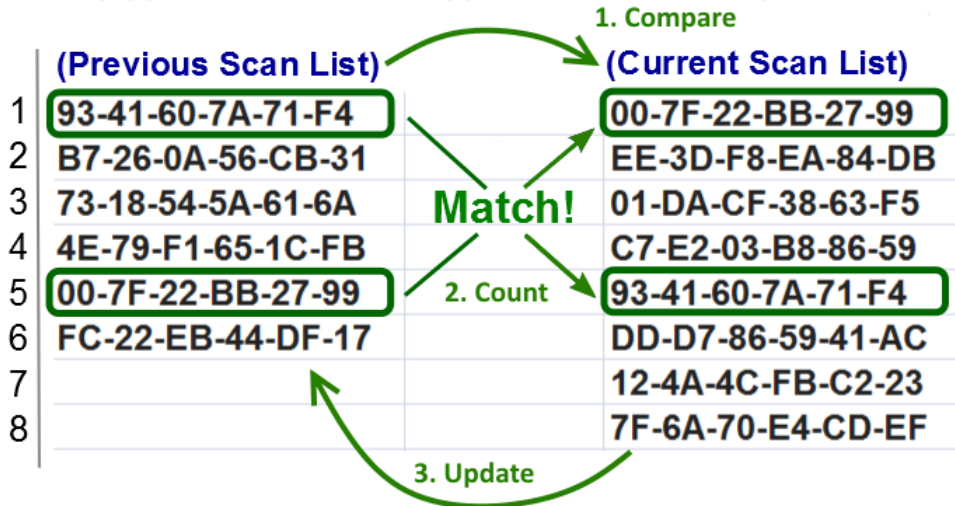 1. Compare
(Previous Scan List) (Current Scan List)
1 93-41-60-7A-71-F4 00-7F-22-BB-27-99
2 B7-26-0A-56-CB-31 EE-3D-F8-EA-84-DB
3 73-18-54-5A-61-6A Match! 01-DA-CF-38-63-F5
4 4E-79-F1-65-1C-FB C7-E2-03-B8-86-59
5 00-7F-22-BB-27-99 2. Count 93-41-60-7A-71-F4
6 FC-22-EB-44-DF-17 DD-D7-86-59-41-AC
7 12-4A-4C-FB-C2-23
8 7F-6A-70-E4-CD-EF
3. Update